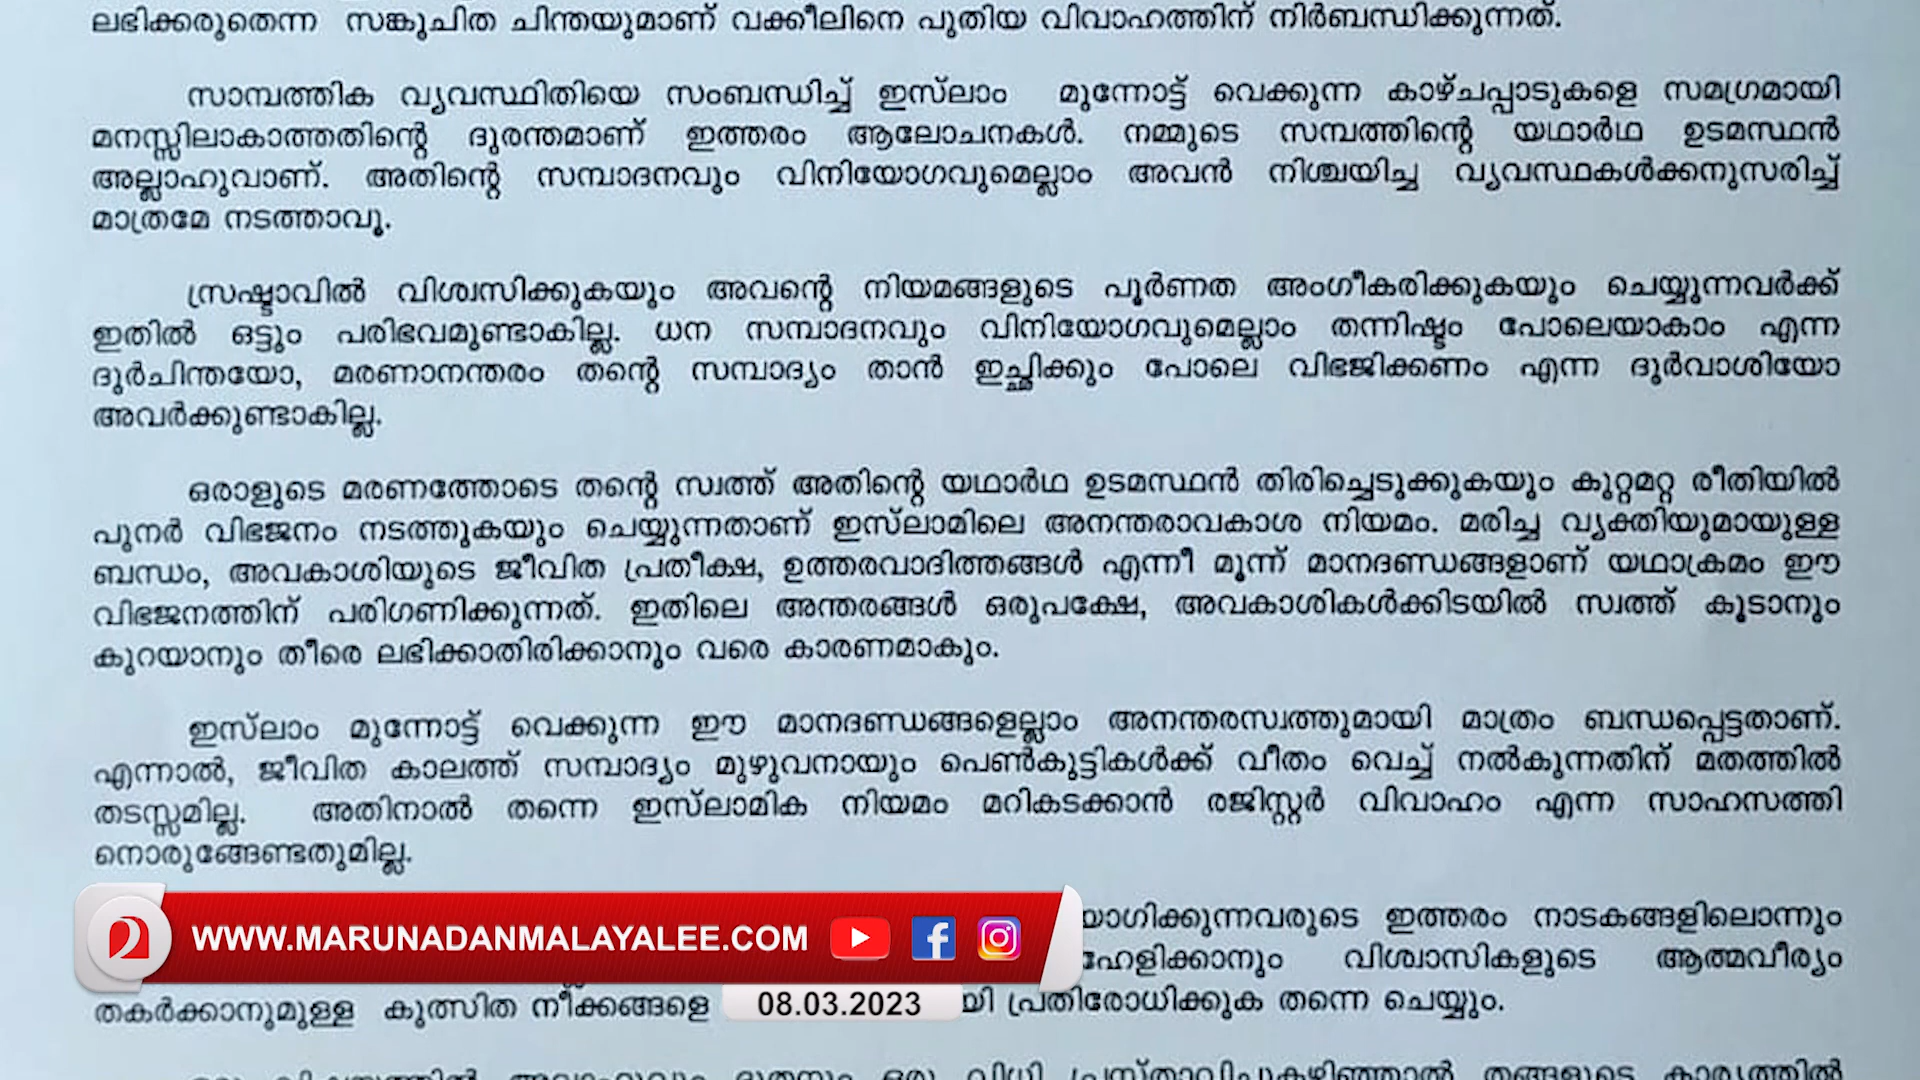 ലഭിക്കരുതെന്ന സങ്കുചിത ചിന്തയുമാണ് വക്കീലിനെ പുതിയ വിവാഹത്തിന് നിർബന്ധിക്കുന്നത്.
സാമ്പത്തിക വ്യവസ്ഥിതിയെ സംബന്ധിച്ച് ഇസ്‌ലാം മുന്നോട്ട് വെക്കുന്ന കാഴ്ചപ്പാടുകളെ സമഗ്രമായി
മനസ്സിലാകാത്തതിന്റെ ദുരന്തമാണ് ഇത്തരം ആലോചനകൾ. നമ്മുടെ സമ്പത്തിന്റെ യഥാർഥ ഉടമസ്ഥൻ
അല്ലാഹുവാണ്. അതിന്റെ സമ്പാദനവും വിനിയോഗവുമെല്ലാം അവൻ നിശ്ചയിച്ച വ്യവസ്ഥകൾക്കനുസരിച്ച്
മാത്രമേ നടത്താവൂ.
സ്രഷ്ടാവിൽ വിശ്വസിക്കുകയും അവന്റെ നിയമങ്ങളുടെ പൂർണത അംഗീകരിക്കുകയും ചെയ്യുന്നവർക്ക്
ഇതിൽ ഒട്ടും പരിഭവമുണ്ടാകില്ല. ധന സമ്പാദനവും വിനിയോഗവുമെല്ലാം തന്നിഷ്ടം പോലെയാകാം എന്ന
ദുർചിന്തയോ, മരണാനന്തരം തന്റെ സമ്പാദ്യം താൻ ഇച്ഛിക്കും പോലെ വിഭജിക്കണം എന്ന ദുർവാശിയോ
അവർക്കുണ്ടാകില്ല.
ഒരാളുടെ മരണത്തോടെ തന്റെ സ്വത്ത് അതിന്റെ യഥാർഥ ഉടമസ്ഥൻ തിരിച്ചെടുക്കുകയും കുറ്റമറ്റ രീതിയിൽ
പുനർ വിഭജനം നടത്തുകയും ചെയ്യുന്നതാണ് ഇസ്‌ലാമിലെ അനന്തരാവകാശ നിയമം. മരിച്ച വ്യക്തിയുമായുള്ള
ബന്ധം, അവകാശിയുടെ ജീവിത പ്രതീക്ഷ, ഉത്തരവാദിത്തങ്ങൾ എന്നീ മൂന്ന് മാനദണ്ഡങ്ങളാണ് യഥാക്രമം ഈ
വിഭജനത്തിന് പരിഗണിക്കുന്നത്. ഇതിലെ അന്തരങ്ങൾ ഒരുപക്ഷേ, അവകാശികൾക്കിടയിൽ സ്വത്ത് കൂടാനും
കുറയാനും തീരെ ലഭിക്കാതിരിക്കാനും വരെ കാരണമാകും.
ഇസ്‌ലാം മുന്നോട്ട് വെക്കുന്ന ഈ മാനദണ്ഡങ്ങളെല്ലാം അനന്തരസ്വത്തുമായി മാത്രം ബന്ധപ്പെട്ടതാണ്.
എന്നാൽ, ജീവിത കാലത്ത് സമ്പാദ്യം മുഴുവനായും പെൺകുട്ടികൾക്ക് വീതം വെച്ച് നൽകുന്നതിന് മതത്തിൽ
തടസ്സമില്ല. അതിനാൽ തന്നെ ഇസ്‌ലാമിക നിയമം മറികടക്കാൻ രജിസ്റ്റർ വിവാഹം എന്ന സാഹസത്തി
നൊരുങ്ങേണ്ടതുമില്ല.
യോഗിക്കുന്നവരുടെ ഇത്തരം നാടകങ്ങളിലൊന്നും
WWW.MARUNADANMALAYALEE.COM
ഹേളിക്കാനും വിശ്വാസികളുടെ ആത്മവീര്യം
തകർക്കാനുമുള്ള കുത്സിത നീക്കങ്ങളെ 08.03.2023 യി പ്രതിരോധിക്കുക തന്നെ ചെയ്യും.